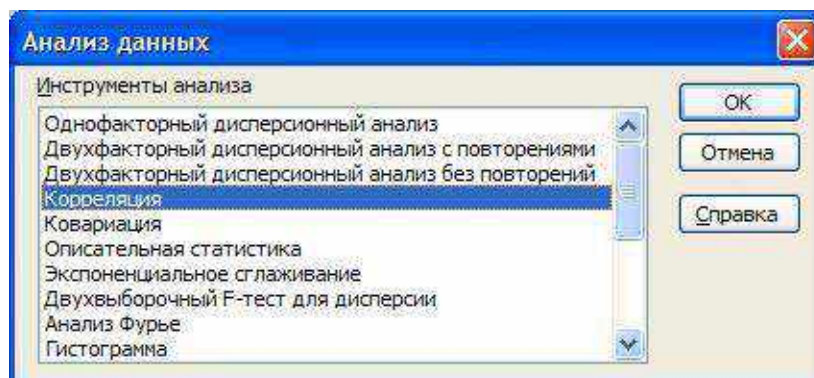 Анализ данных
Инструменты анализа
Однофакторный дисперсионный анализ
Двухфакторный дисперсионный анализ с повторениями
Двухфакторный дисперсионный анализ без повторений
Корреляция
Ковариация
Описательная статистика
Экспоненциальное сглаживание
Двухвыборочный F-тест для дисперсии
Анализ Фурье
Гистограмма
ОК
Отмена
Справка